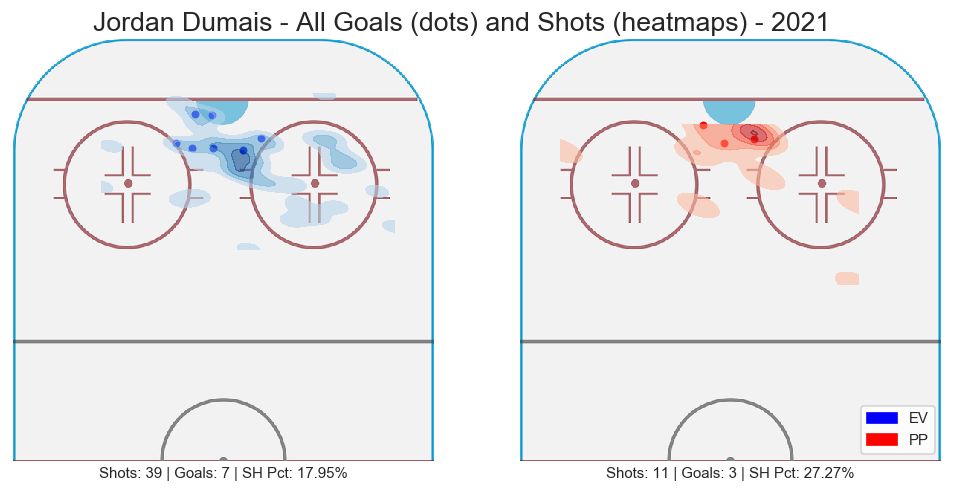 Jordan Dumais - All Goals (dots) and Shots (heatmaps) - 2021
EV
PP
Shots: 39 | Goals: 7 | SH Pct: 17.95%
Shots: 11 | Goals: 3 | SH Pct: 27.27%